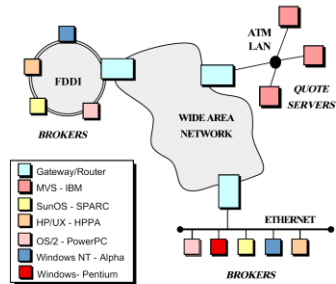 ATM
LAN
FDDI
QUOTE
SERVERS
BROKERS
WIDE AREA
NETWORK
Gateway/Router
MVS - IBM
SunOS - SPARC
HP/UX - HPPA
OS/2 - PowerPC
Windows NT - Alpha
Windows- Pentium
ETHERNET
BROKERS